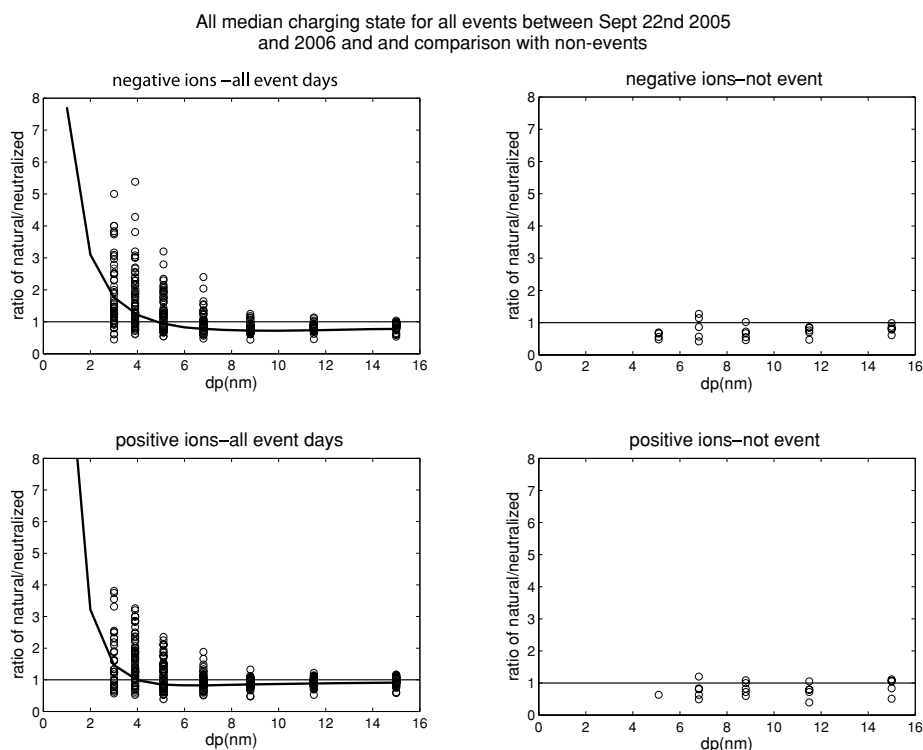 All median charging state for all events between Sept 22nd 2005
and 2006 and and comparison with non-events
negative ions –all event days
8
7
6
5
4
3
2
1
0
0 2 4 6 8 10 12 14 16
dp(nm)
ratio of natural/neutralized
negative ions–not event
8
7
6
5
4
3
2
1
0
0 2 4 6 8 10 12 14 16
dp(nm)
ratio of natural/neutralized
positive ions–all event days
8
7
6
5
4
3
2
1
0
0 2 4 6 8 10 12 14 16
dp(nm)
ratio of natural/neutralized
positive ions–not event
8
7
6
5
4
3
2
1
0
0 2 4 6 8 10 12 14 16
dp(nm)
ratio of natural/neutralized